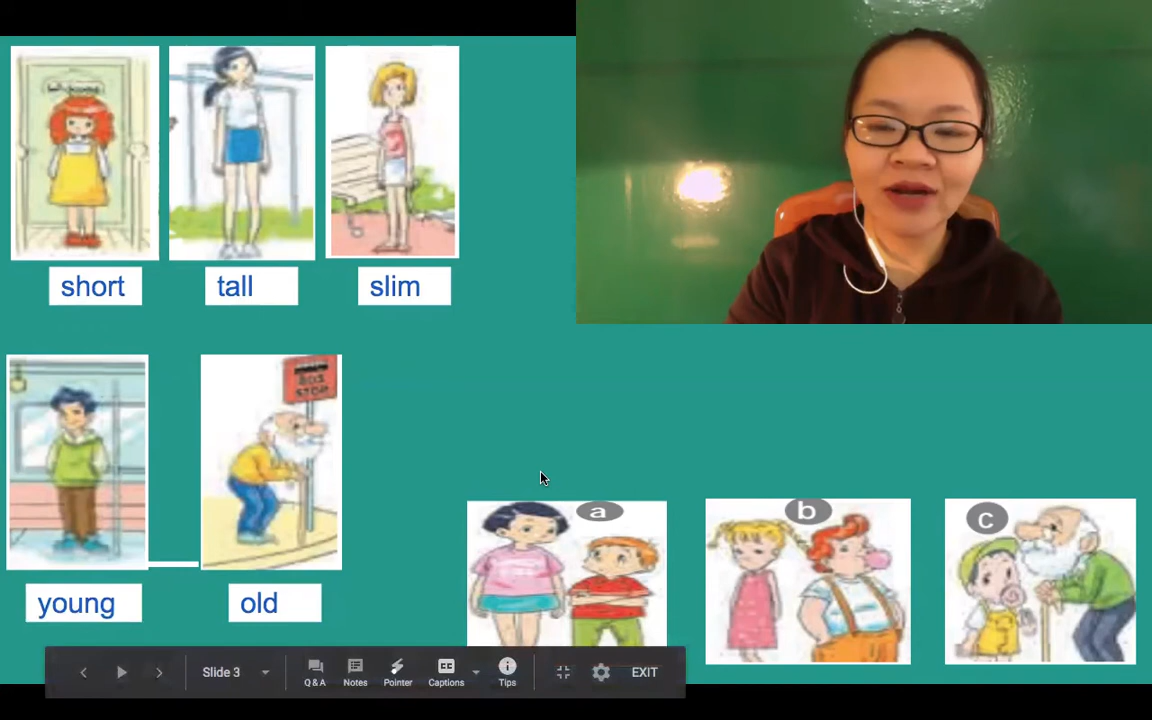 short
tall
slim
BUS
STOP
young
old
a
b
c
Slide 3
Q & A
Notes
Pointer
Captions
Tips
EXIT